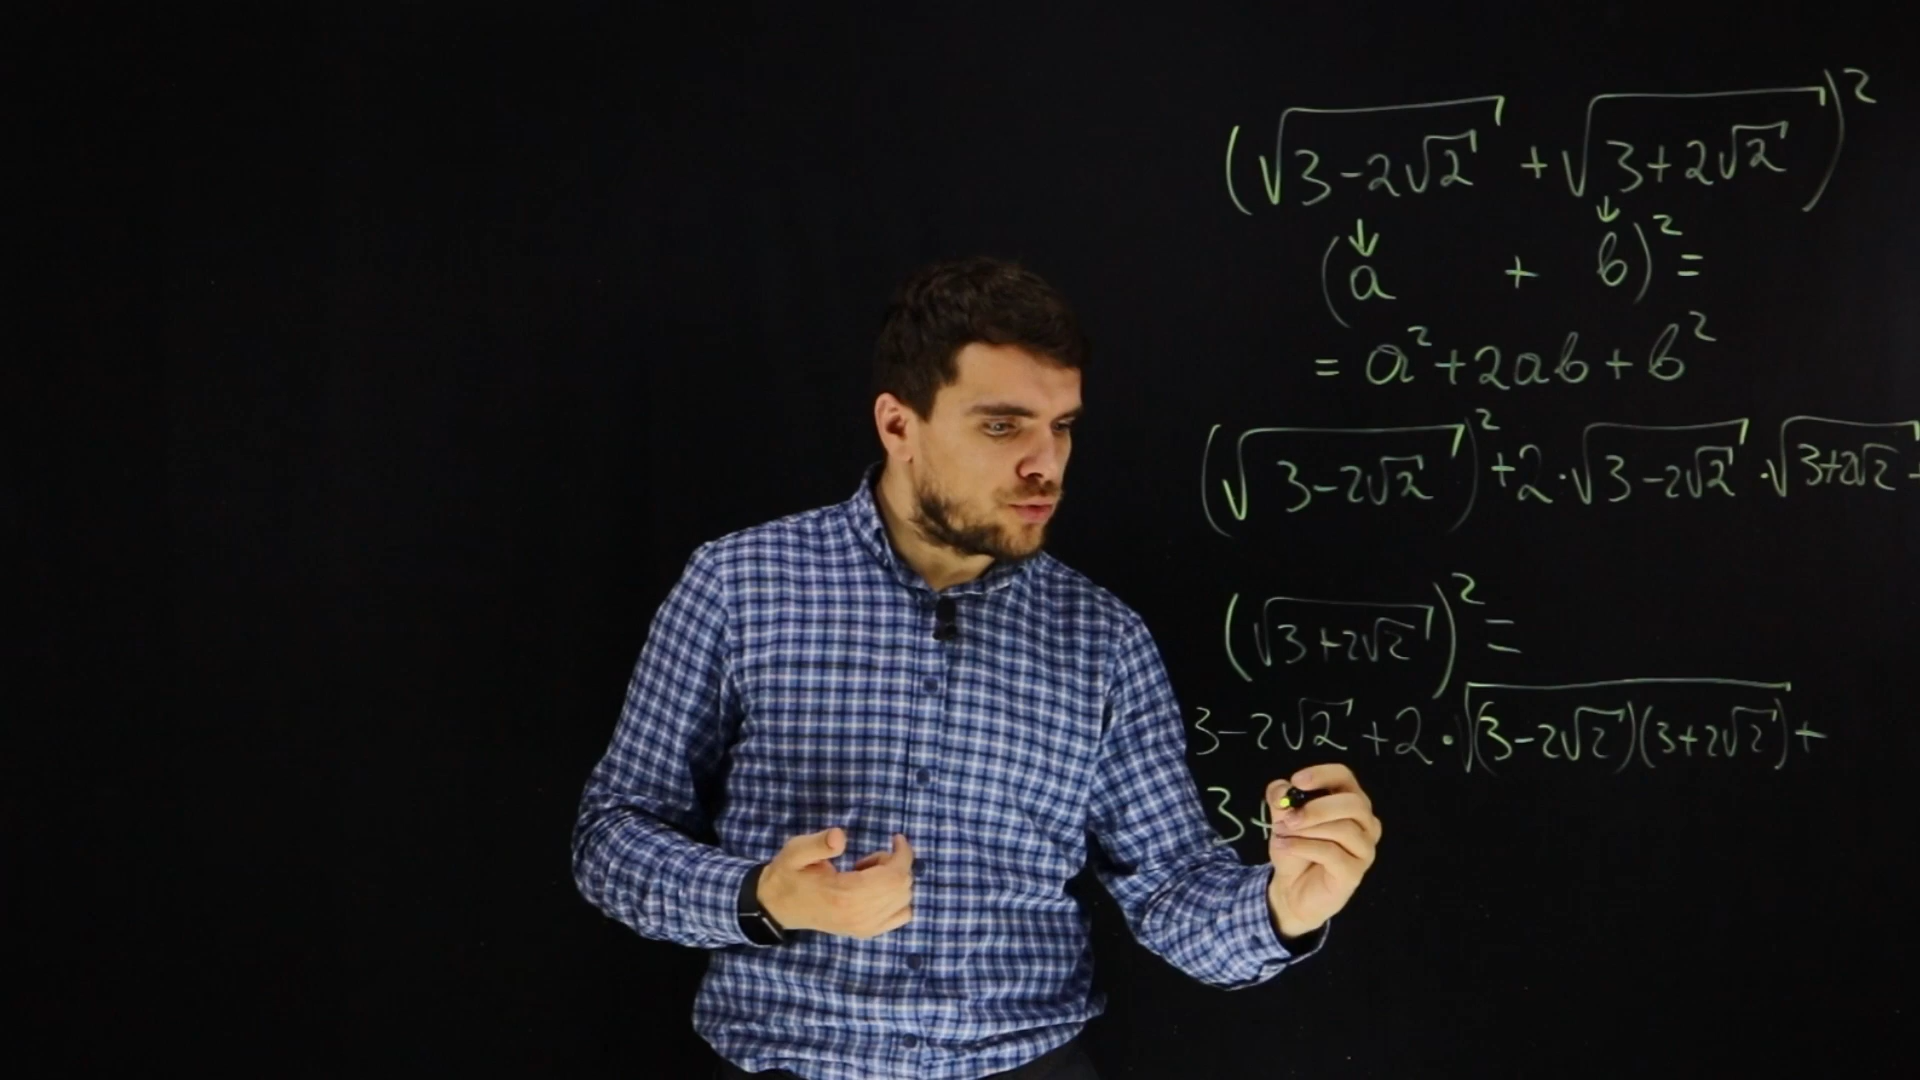 (√(3-2√2) + √(3+2√2))²
(a + b)² =
= a² + 2ab + b²
(√(3-2√2))² + 2·√(3-2√2)·√(3+2√2) +
(√(3+2√2))² =
3-2√2 + 2·√((3-2√2)(3+2√2)) +
3+